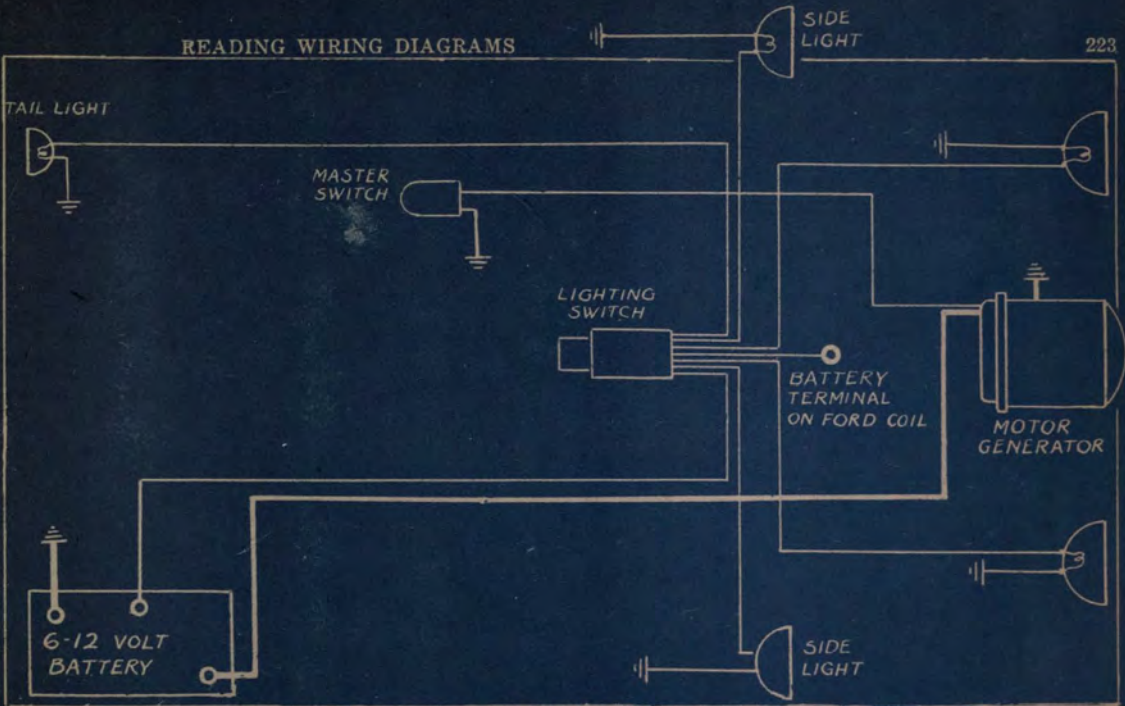 READING WIRING DIAGRAMS
223
SIDE
LIGHT
TAIL LIGHT
MASTER
SWITCH
LIGHTING
SWITCH
BATTERY
TERMINAL
ON FORD COIL
MOTOR
GENERATOR
6-12 VOLT
BATTERY
SIDE
LIGHT